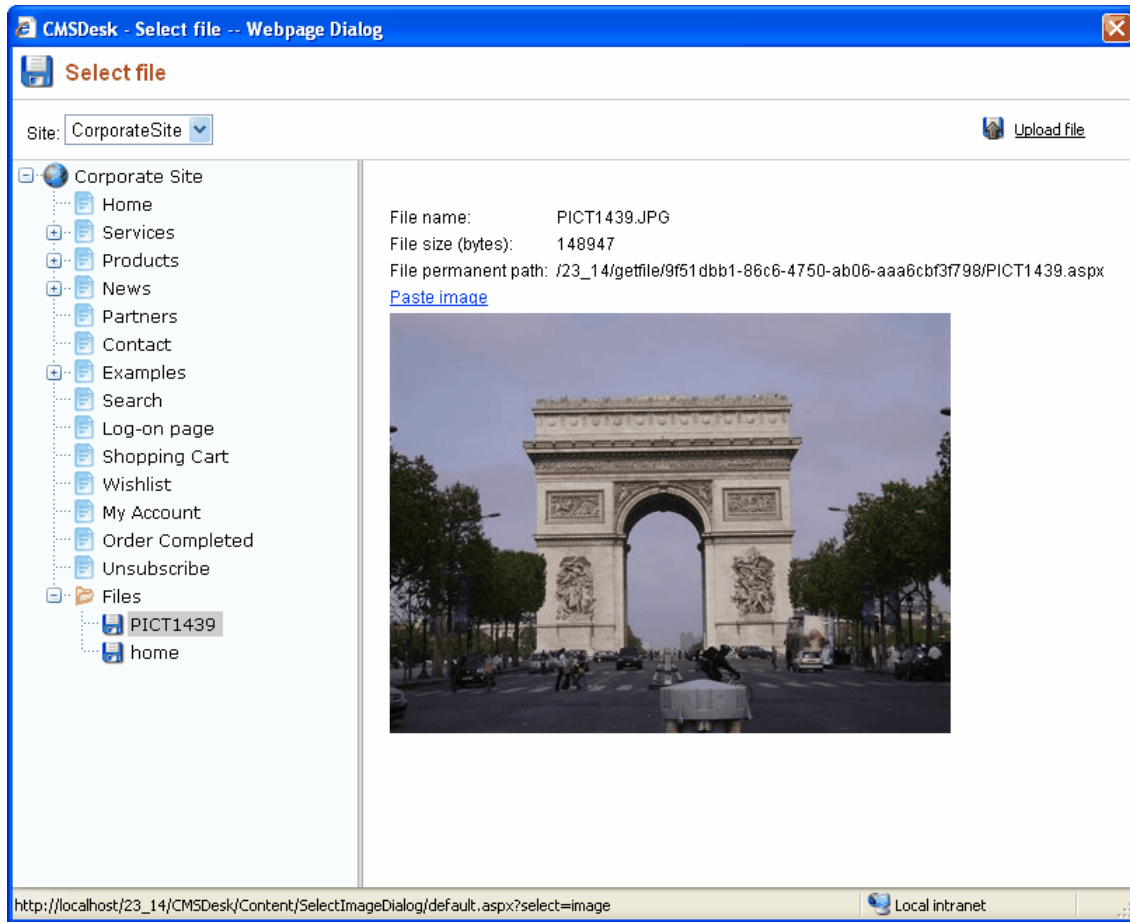 CMSDesk - Select file -- Webpage Dialog
Select file
Site: CorporateSite
Upload file
Corporate Site
Home
Services
Products
News
Partners
Contact
Examples
Search
Log-on page
Shopping Cart
Wishlist
My Account
Order Completed
Unsubscribe
Files
PICT1439
home
File name: PICT1439.JPG
File size (bytes): 148947
File permanent path: /23_14/getfile/9f51dbb1-86c6-4750-ab06-aaa6cbf3f798/PICT1439.aspx
Paste image
http://localhost/23_14/CMSDesk/Content/SelectImageDialog/default.aspx?select=image
Local intranet